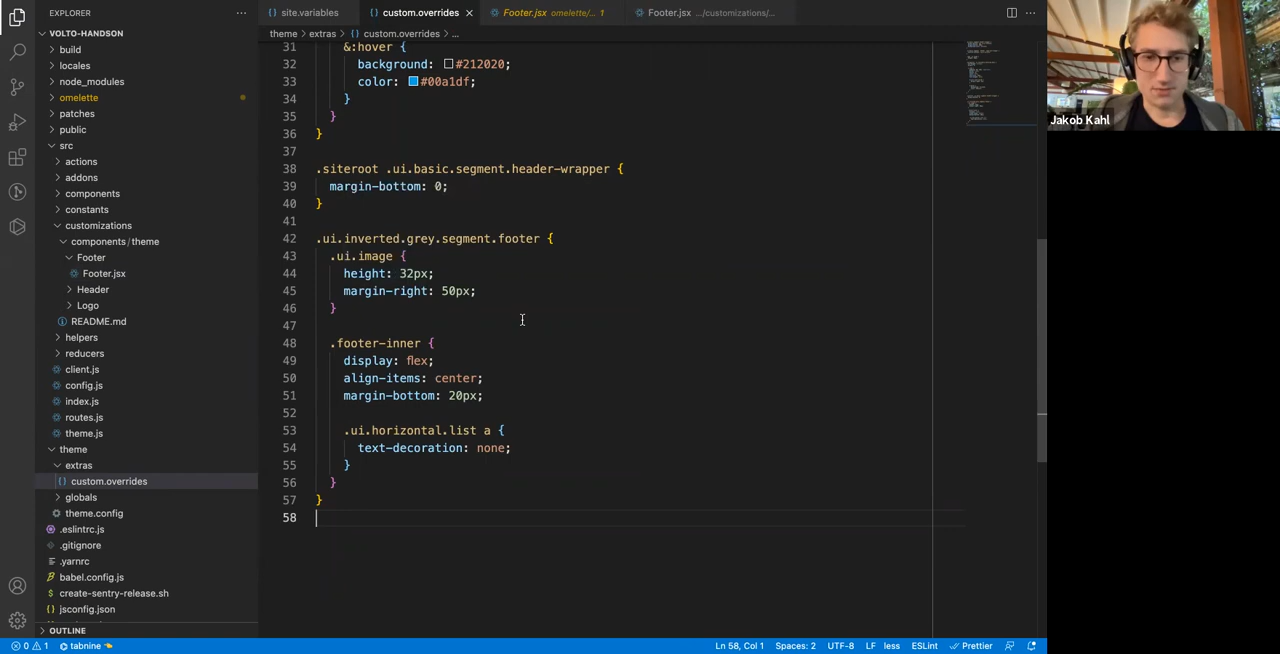 site.variables
custom.overrides
Footer.jsx omelette/... 1
Footer.jsx .../customizations/...
EXPLORER
VOLTO-HANDSON
build
locales
node_modules
omelette
patches
public
src
actions
addons
components
constants
customizations
components/theme
Footer
Footer.jsx
Header
Logo
README.md
helpers
reducers
client.js
config.js
index.js
routes.js
theme.js
theme
extras
custom.overrides
globals
theme.config
.eslintrc.js
.gitignore
.yarnrc
babel.config.js
create-sentry-release.sh
jsconfig.json
OUTLINE
theme > extras > custom.overrides > ...
31 &:hover {
32 background: #212020;
33 color: #00a1df;
34 }
35 }
36 }
37
38 .siteroot .ui.basic.segment.header-wrapper {
39 margin-bottom: 0;
40 }
41
42 .ui.inverted.grey.segment.footer {
43 .ui.image {
44 height: 32px;
45 margin-right: 50px;
46 }
47
48 .footer-inner {
49 display: flex;
50 align-items: center;
51 margin-bottom: 20px;
52
53 .ui.horizontal.list a {
54 text-decoration: none;
55 }
56 }
57 }
58
Jakob Kahl
0 1 tabnine
Ln 58, Col 1 Spaces: 2 UTF-8 LF less ESLint Prettier